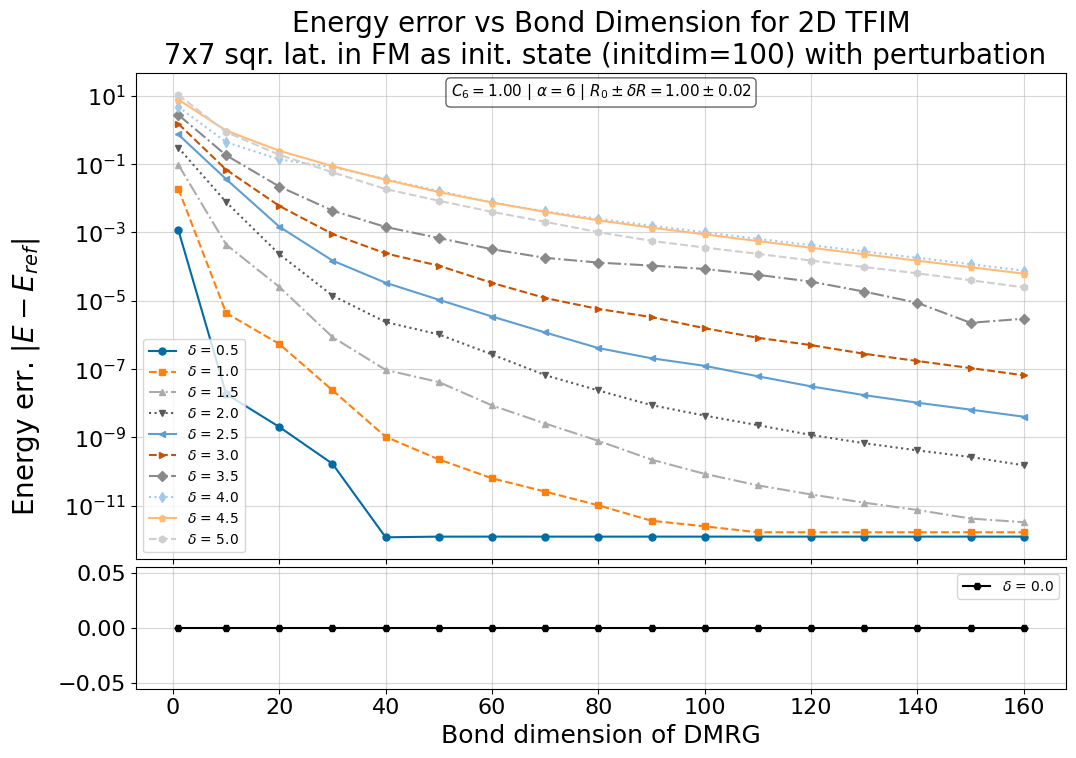 Energy error vs Bond Dimension for 2D TFIM
7x7 sqr. lat. in FM as init. state (initdim=100) with perturbation
C₆ = 1.00 | α = 6 | R₀ ± δR = 1.00 ± 0.02
Energy err. |E − E_ref|
10¹
10⁻¹
10⁻³
10⁻⁵
10⁻⁷
10⁻⁹
10⁻¹¹
δ = 0.5
δ = 1.0
δ = 1.5
δ = 2.0
δ = 2.5
δ = 3.0
δ = 3.5
δ = 4.0
δ = 4.5
δ = 5.0
0.05
0.00
−0.05
δ = 0.0
0 20 40 60 80 100 120 140 160
Bond dimension of DMRG